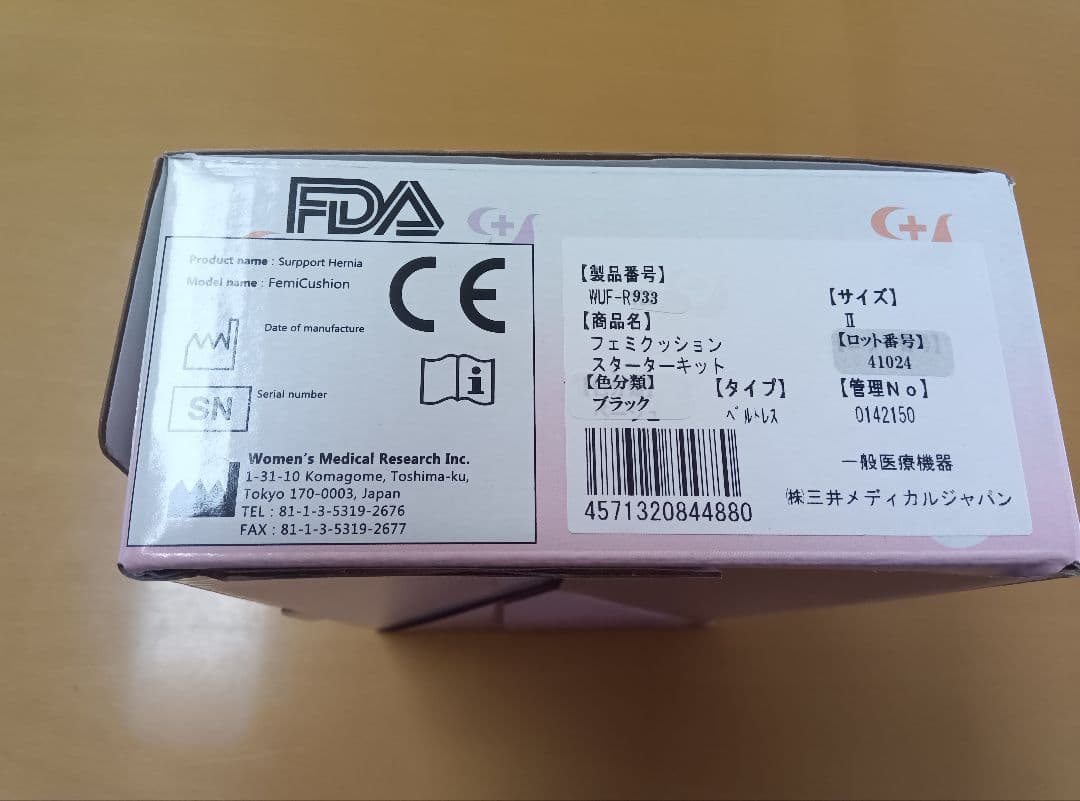 FDA
Product name : Surpport Hernia
Model name : FemiCushion
CE
Date of manufacture
SN
Serial number
i
Women's Medical Research Inc.
1-31-10 Komagome, Toshima-ku,
Tokyo 170-0003, Japan
TEL : 81-1-3-5319-2676
FAX : 81-1-3-5319-2677
【製品番号】
WUF-R933
【サイズ】
Ⅱ
【商品名】
フェミクッション
スターターキット
【ロット番号】
41024
【色分類】
ブラック
【タイプ】
ベルトレス
【管理No】
0142150
一般医療機器
㈱三井メディカルジャパン
4571320844880